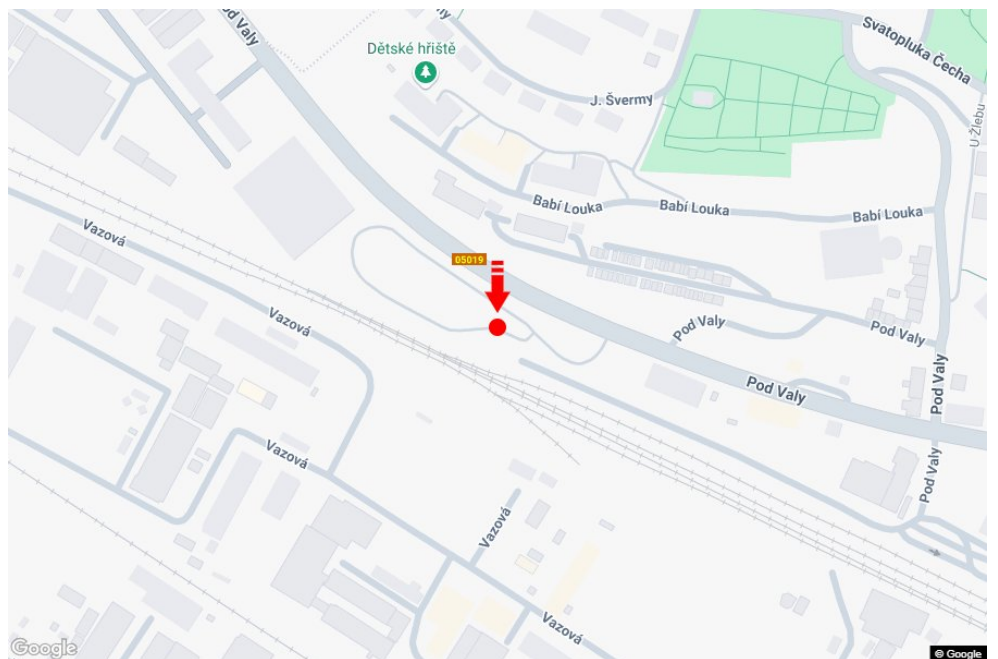 Pod Valy
Dětské hřiště
Svatopluka Čecha
J. Švermy
U Žlebu
Babí Louka
Babí Louka
Babí Louka
Vazová
05019
Vazová
Pod Valy
Pod Valy
Pod Valy
Pod Valy
Vazová
Pod Valy
Vazová
Vazová
Google
© Google